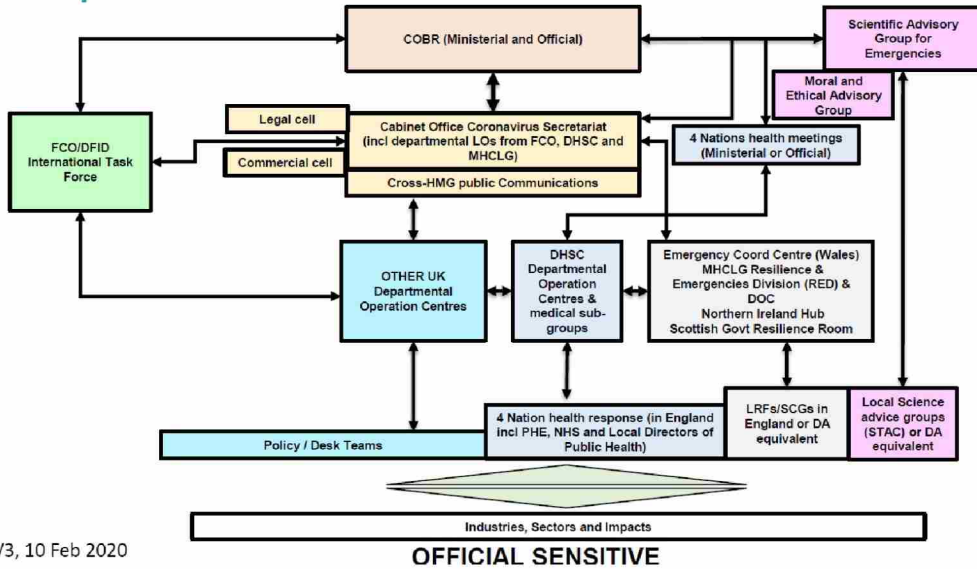 COBR (Ministerial and Official)
Scientific Advisory
Group for
Emergencies
Moral and
Ethical Advisory
Group
Legal cell
Commercial cell
Cabinet Office Coronavirus Secretariat
(incl departmental LOs from FCO, DHSC and
MHCLG)
Cross-HMG public Communications
4 Nations health meetings
(Ministerial or Official)
FCO/DFID
International Task
Force
OTHER UK
Departmental
Operation Centres
DHSC
Departmental
Operation
Centres &
medical sub-
groups
Emergency Coord Centre (Wales)
MHCLG Resilience &
Emergencies Division (RED) &
DOC
Northern Ireland Hub
Scottish Govt Resilience Room
Policy / Desk Teams
4 Nation health response (in England
incl PHE, NHS and Local Directors of
Public Health)
LRFs/SCGs in
England or DA
equivalent
Local Science
advice groups
(STAC) or DA
equivalent
Industries, Sectors and Impacts
/3, 10 Feb 2020
OFFICIAL SENSITIVE